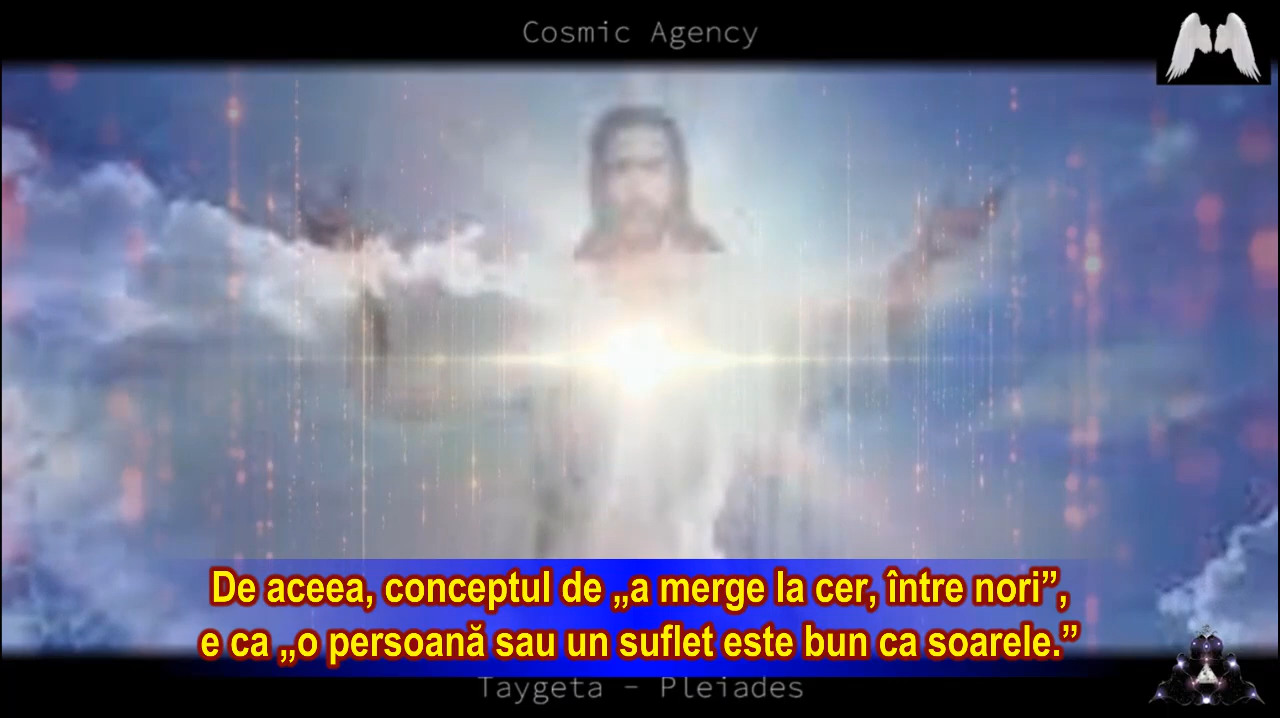 Cosmic Agency
De aceea, conceptul de „a merge la cer, între nori”,
e ca „o persoană sau un suflet este bun ca soarele.”
Taygeta - Pleiades